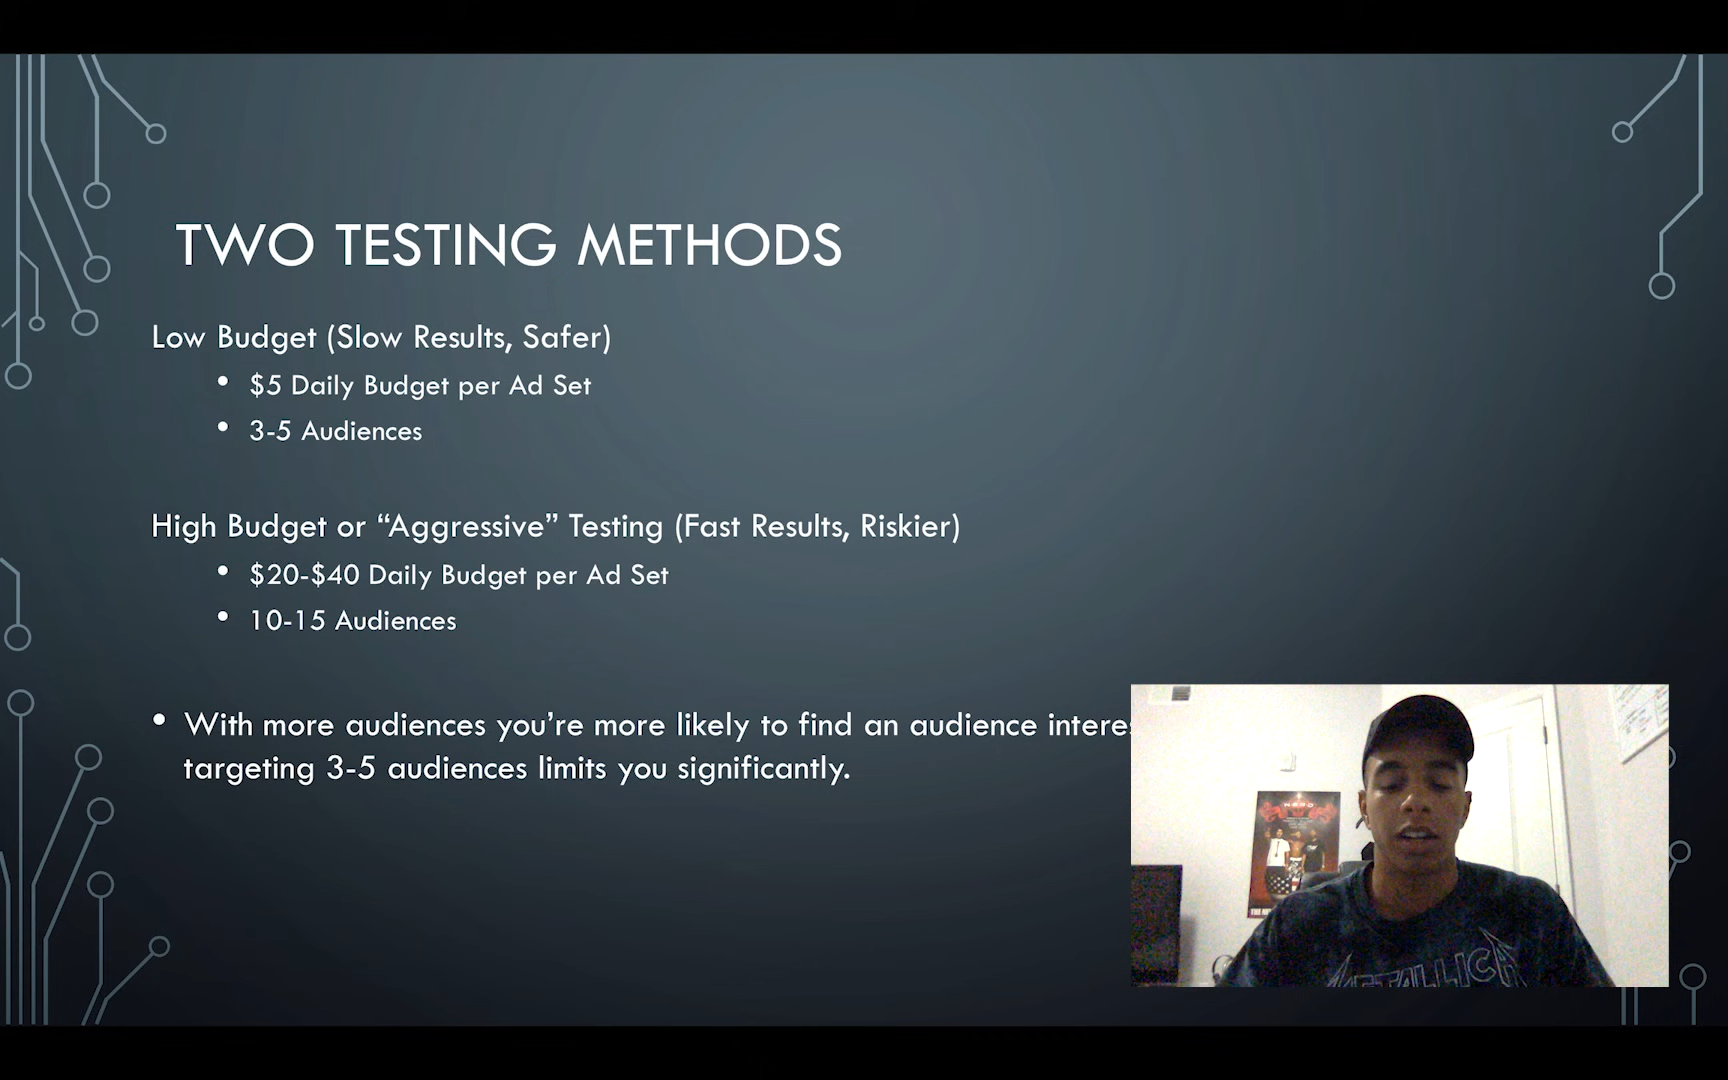 TWO TESTING METHODS
Low Budget (Slow Results, Safer)
• $5 Daily Budget per Ad Set
• 3-5 Audiences
High Budget or “Aggressive” Testing (Fast Results, Riskier)
• $20-$40 Daily Budget per Ad Set
• 10-15 Audiences
• With more audiences you’re more likely to find an audience
targeting 3-5 audiences limits you significantly.
METALLICA